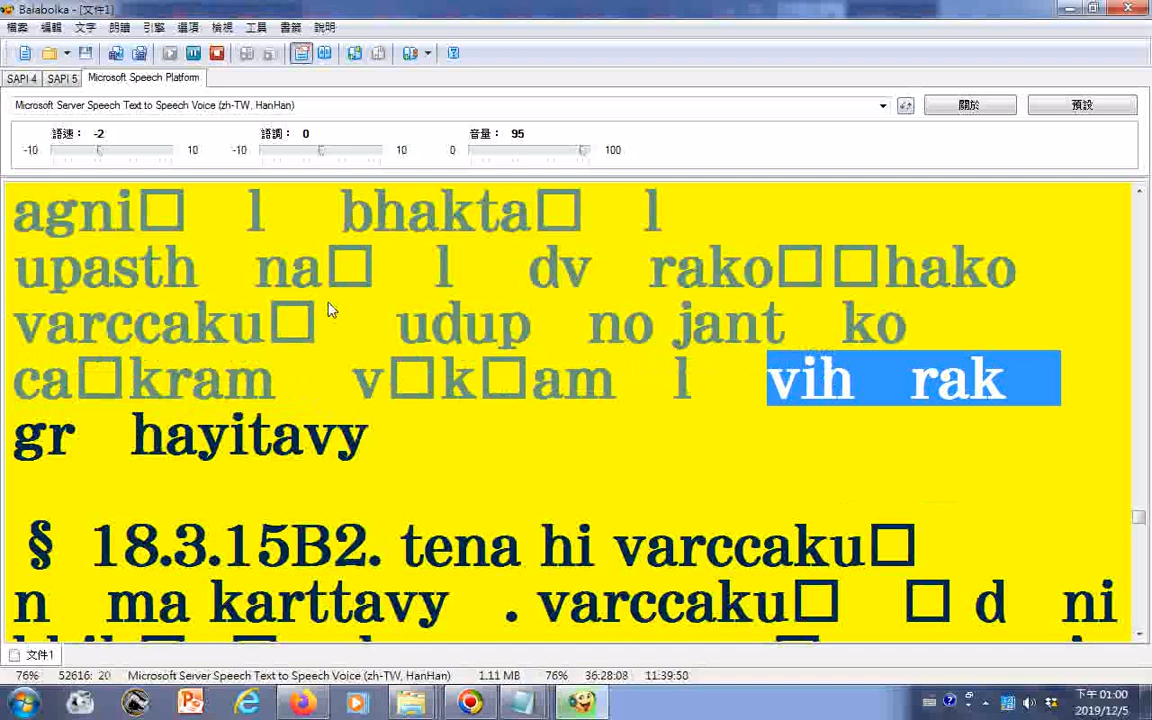 Balabolka - [文件1]
檔案 編輯 文字 朗讀 引擎 選項 檢視 工具 書籤 說明
SAPI 4 SAPI 5 Microsoft Speech Platform
Microsoft Server Speech Text to Speech Voice (zh-TW, HanHan) 關於 預設
語速: -2 語調: 0 音量: 95
-10 10 -10 10 0 100
agni□ l bhakta□ l
upasth na□ l dv rako□□hako
varccaku□ udup no jant ko
ca□kram v□k□am l vih rak
gr hayitavy
§ 18.3.15B2. tena hi varccaku□
n ma karttavy . varccaku□ □ d ni
文件1
76% 52616: 20 Microsoft Server Speech Text to Speech Voice (zh-TW, HanHan) 1.11 MB 76% 36:28:08 11:39:50
下午 01:00
2019/12/5